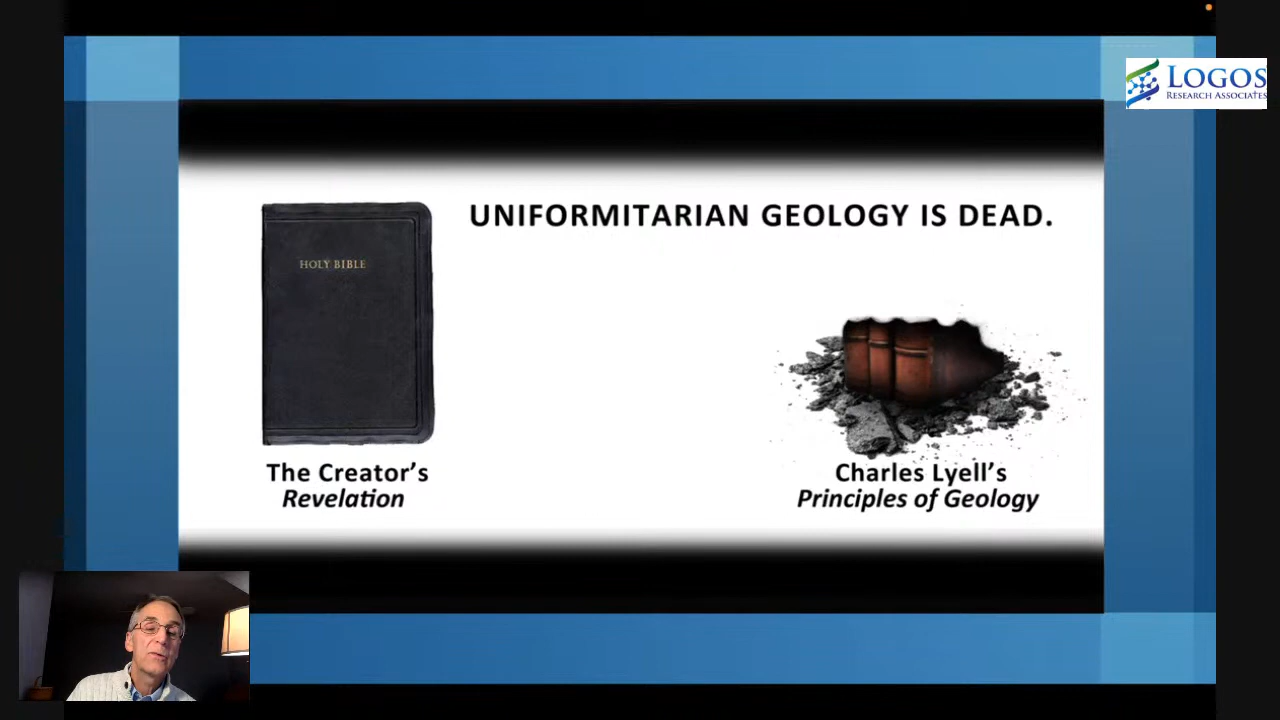 LOGOS
RESEARCH ASSOCIATES
UNIFORMITARIAN GEOLOGY IS DEAD.
HOLY BIBLE
The Creator's
Revelation
Charles Lyell's
Principles of Geology